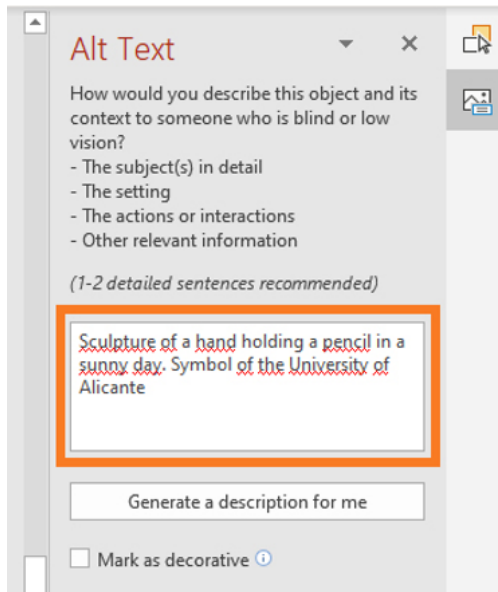 Alt Text
How would you describe this object and its
context to someone who is blind or low
vision?
- The subject(s) in detail
- The setting
- The actions or interactions
- Other relevant information
(1-2 detailed sentences recommended)
Sculpture of a hand holding a pencil in a
sunny day. Symbol of the University of
Alicante
Generate a description for me
Mark as decorative